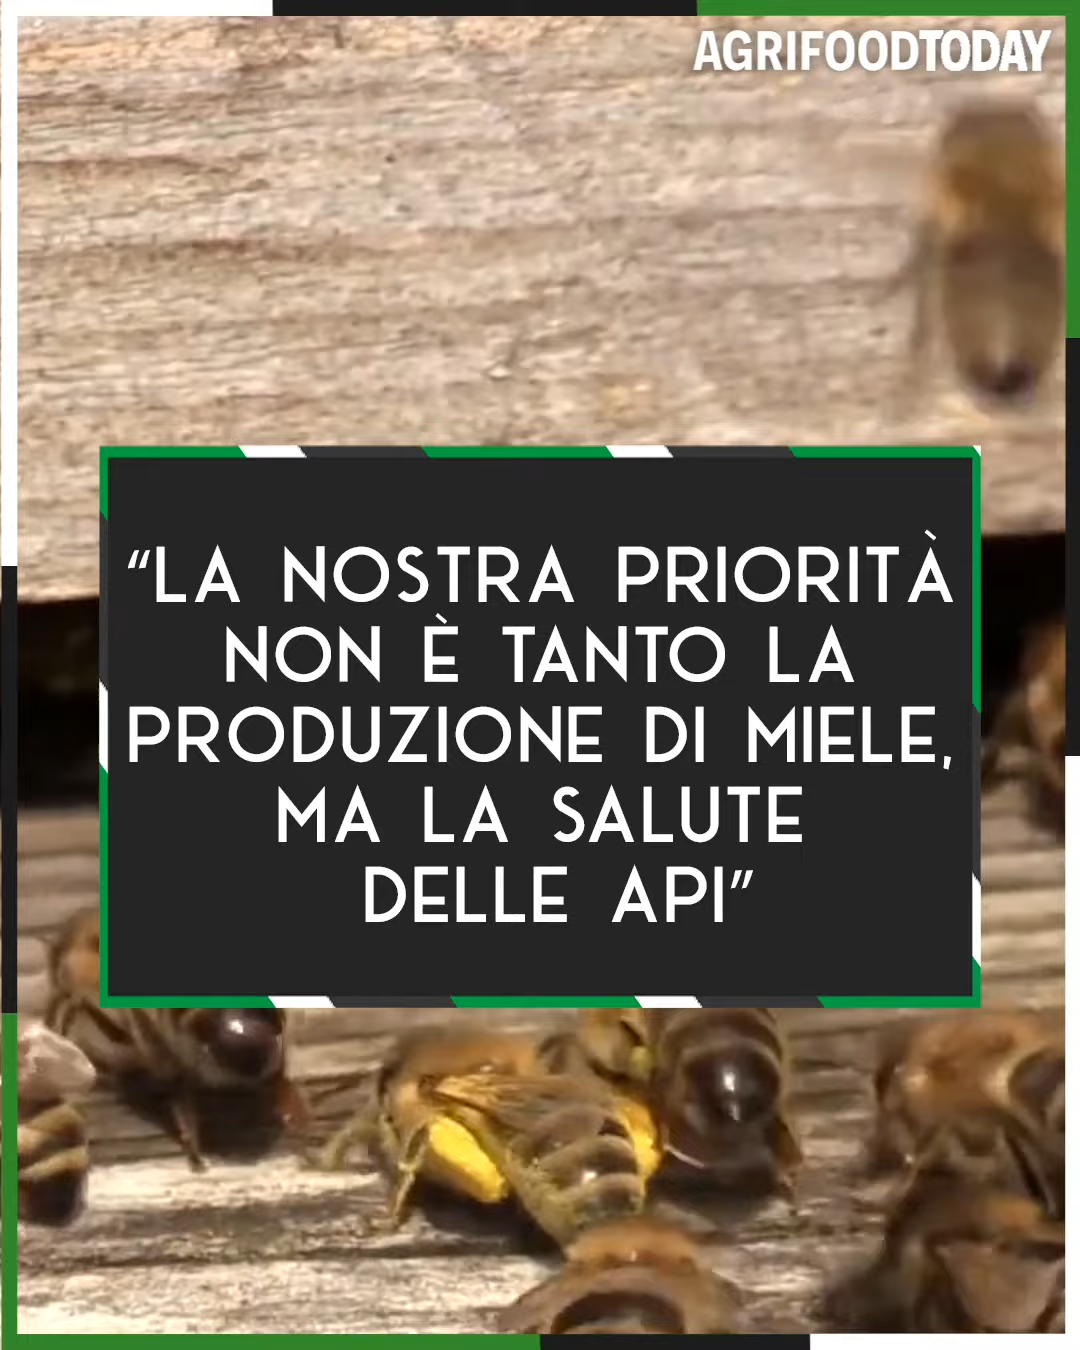 AGRIFOODTODAY
“LA NOSTRA PRIORITÀ
NON È TANTO LA
PRODUZIONE DI MIELE,
MA LA SALUTE
DELLE API”